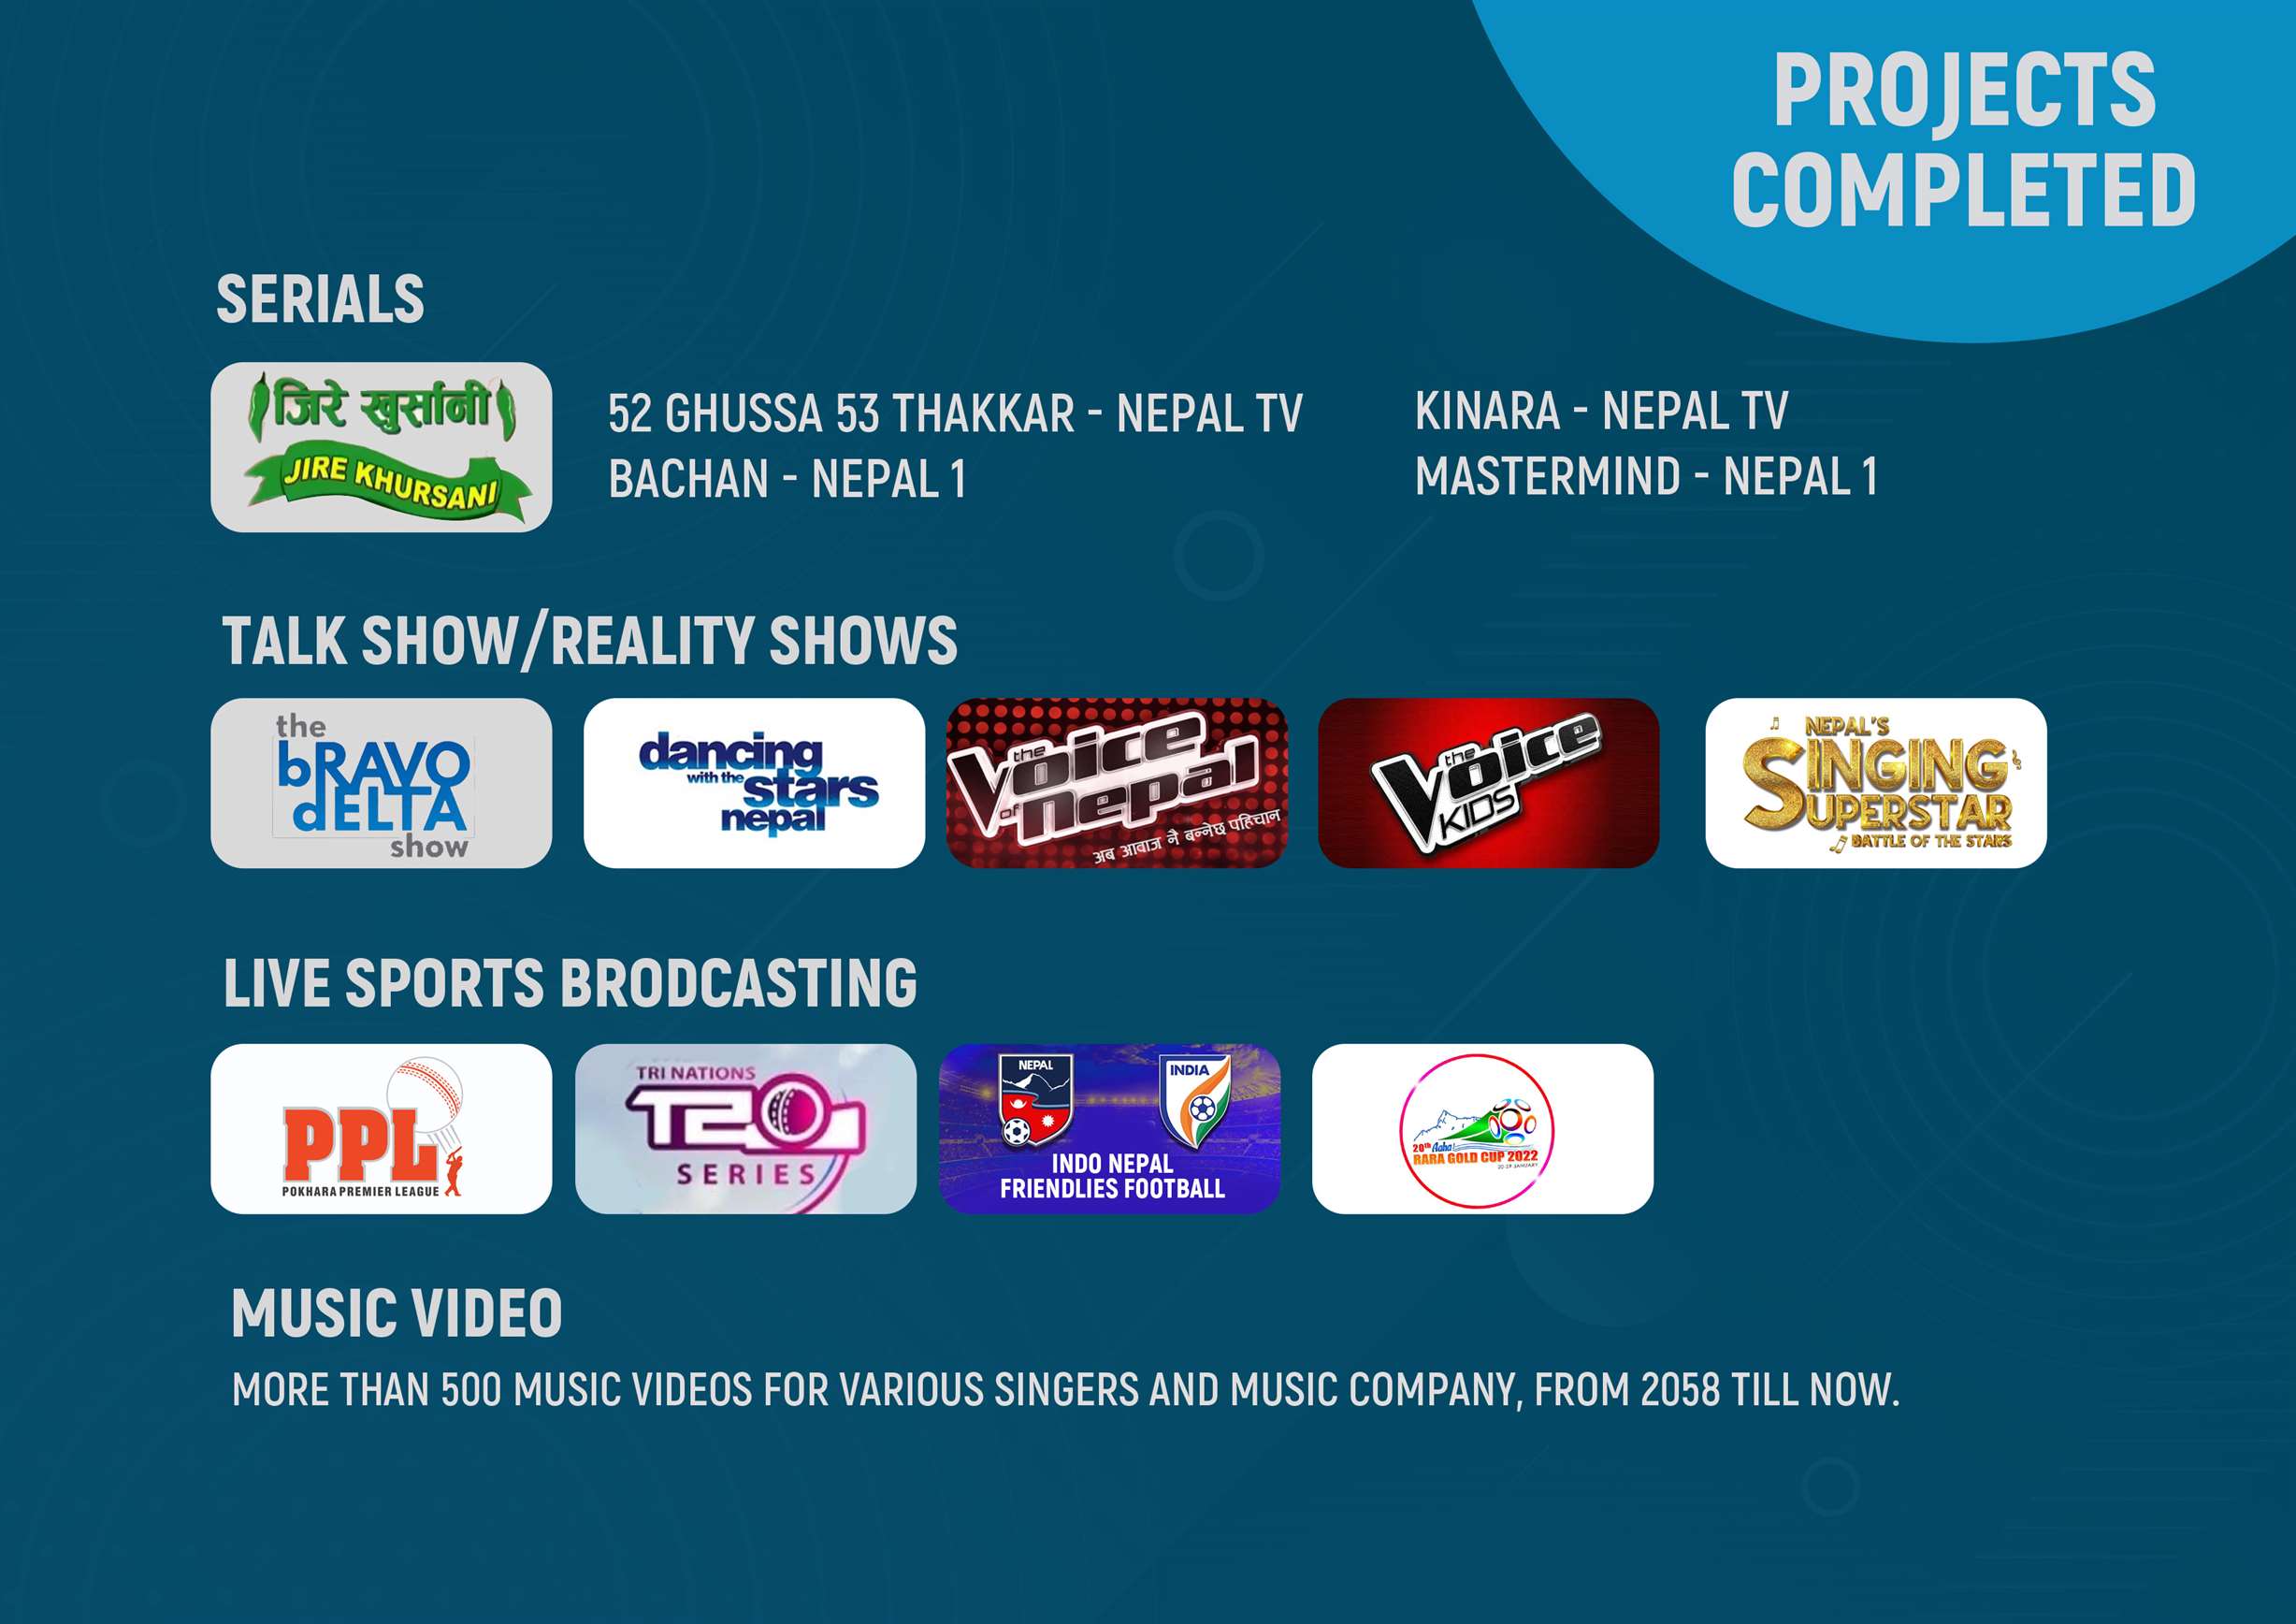 PROJECTS
COMPLETED
SERIALS
जिरे खुर्सानी
JIRE KHURSANI
52 GHUSSA 53 THAKKAR - NEPAL TV
BACHAN - NEPAL 1
KINARA - NEPAL TV
MASTERMIND - NEPAL 1
TALK SHOW/REALITY SHOWS
the
bRAVO
dELTA
show
dancing
with the stars
nepal
the
Voice
of nepal
अब आवाज नै बन्नेछ पहिचान
the
Voice
KIDS
NEPAL'S
SINGING
SUPERSTAR
BATTLE OF THE STARS
LIVE SPORTS BRODCASTING
PPL
POKHARA PREMIER LEAGUE
TRI NATIONS
T20I
SERIES
NEPAL
INDIA
INDO NEPAL
FRIENDLIES FOOTBALL
20th Aaha!
RARA GOLD CUP 2022
MUSIC VIDEO
MORE THAN 500 MUSIC VIDEOS FOR VARIOUS SINGERS AND MUSIC COMPANY, FROM 2058 TILL NOW.